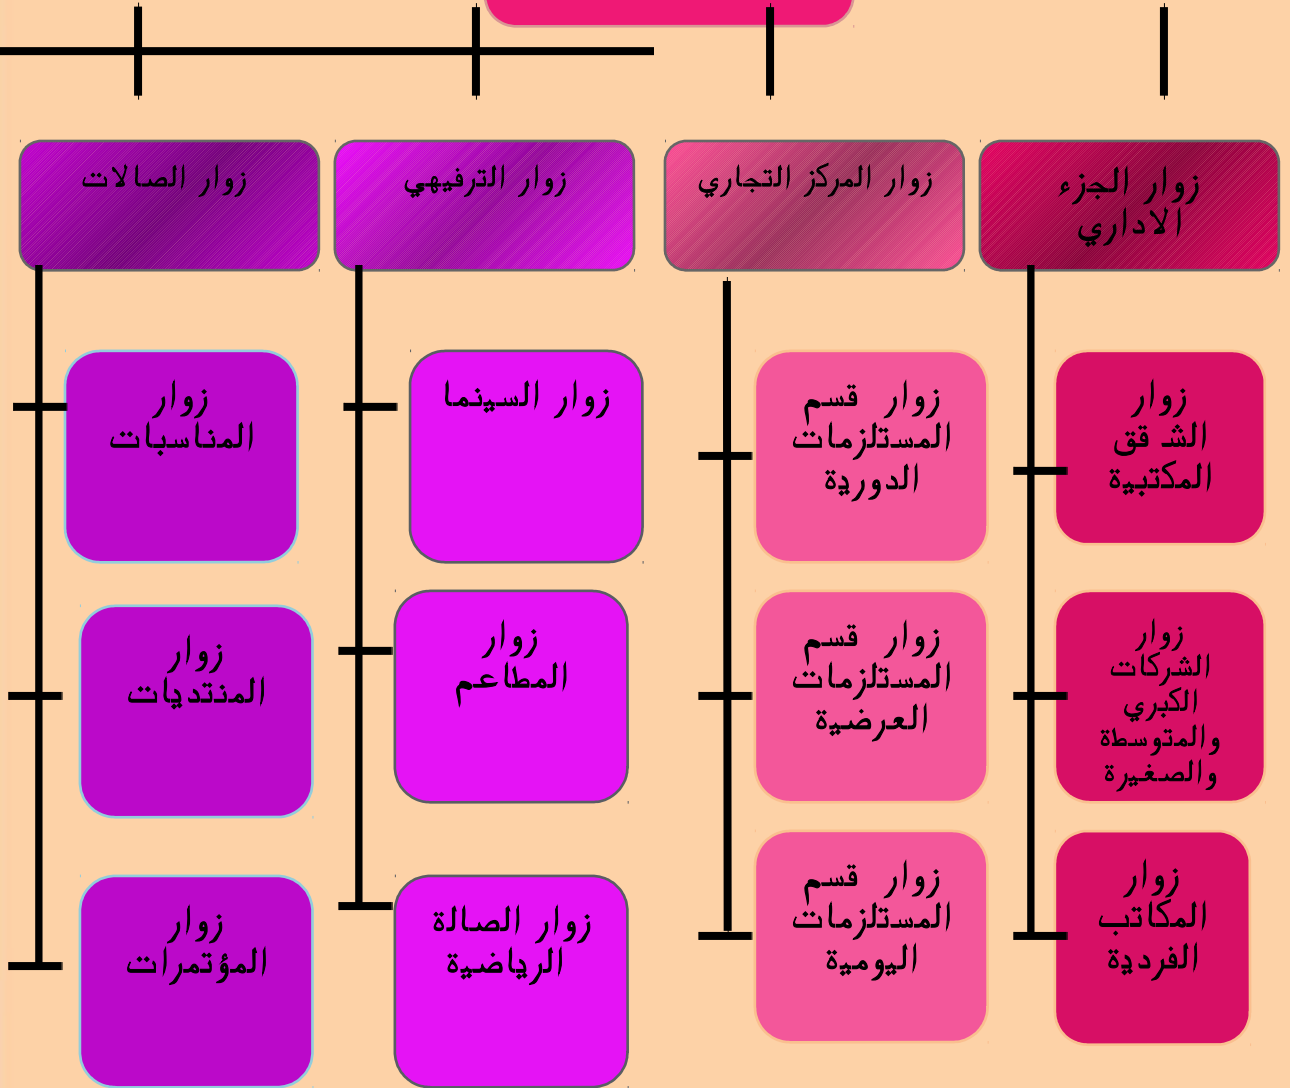 زوار الجزء
الاداري
زوار المركز التجاري
زوار الترفيهي
زوار الصالات
زوار
الشقق
المكتبية
زوار
الشركات
الكبري
والمتوسطة
والصغيرة
زوار
المكاتب
الفردية
زوار قسم
المستلزمات
الدورية
زوار قسم
المستلزمات
العرضية
زوار قسم
المستلزمات
اليومية
زوار السينما
زوار
المطاعم
زوار الصالة
الرياضية
زوار
المناسبات
زوار
المنتديات
زوار
المؤتمرات